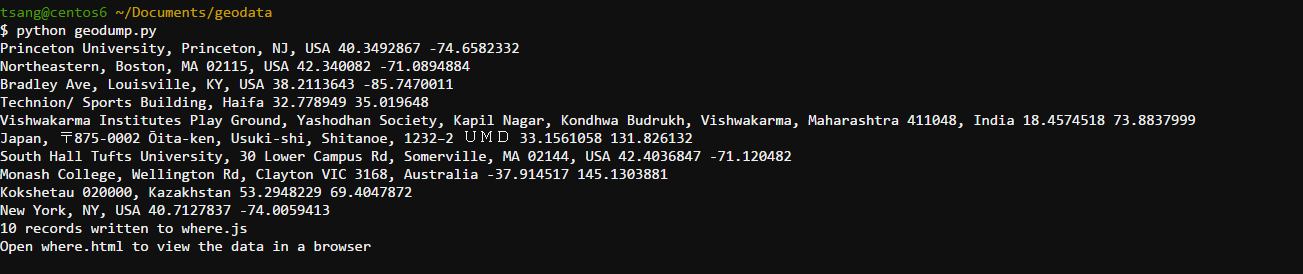 tsang@centos6 ~/Documents/geodata
$ python geodump.py
Princeton University, Princeton, NJ, USA 40.3492867 -74.6582332
Northeastern, Boston, MA 02115, USA 42.340082 -71.0894884
Bradley Ave, Louisville, KY, USA 38.2113643 -85.7470011
Technion/ Sports Building, Haifa 32.778949 35.019648
Vishwakarma Institutes Play Ground, Yashodhan Society, Kapil Nagar, Kondhwa Budrukh, Vishwakarma, Maharashtra 411048, India 18.4574518 73.8837999
Japan, 〒875-0002 Ōita-ken, Usuki-shi, Shitanoe, 1232−2 ＵＭＤ 33.1561058 131.826132
South Hall Tufts University, 30 Lower Campus Rd, Somerville, MA 02144, USA 42.4036847 -71.120482
Monash College, Wellington Rd, Clayton VIC 3168, Australia -37.914517 145.1303881
Kokshetau 020000, Kazakhstan 53.2948229 69.4047872
New York, NY, USA 40.7127837 -74.0059413
10 records written to where.js
Open where.html to view the data in a browser